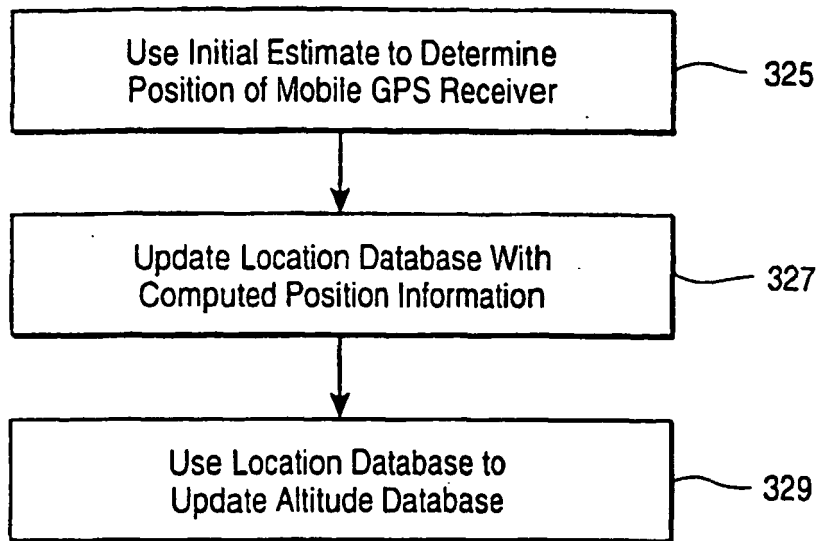 Use Initial Estimate to Determine
Position of Mobile GPS Receiver
325
Update Location Database With
Computed Position Information
327
Use Location Database to
Update Altitude Database
329